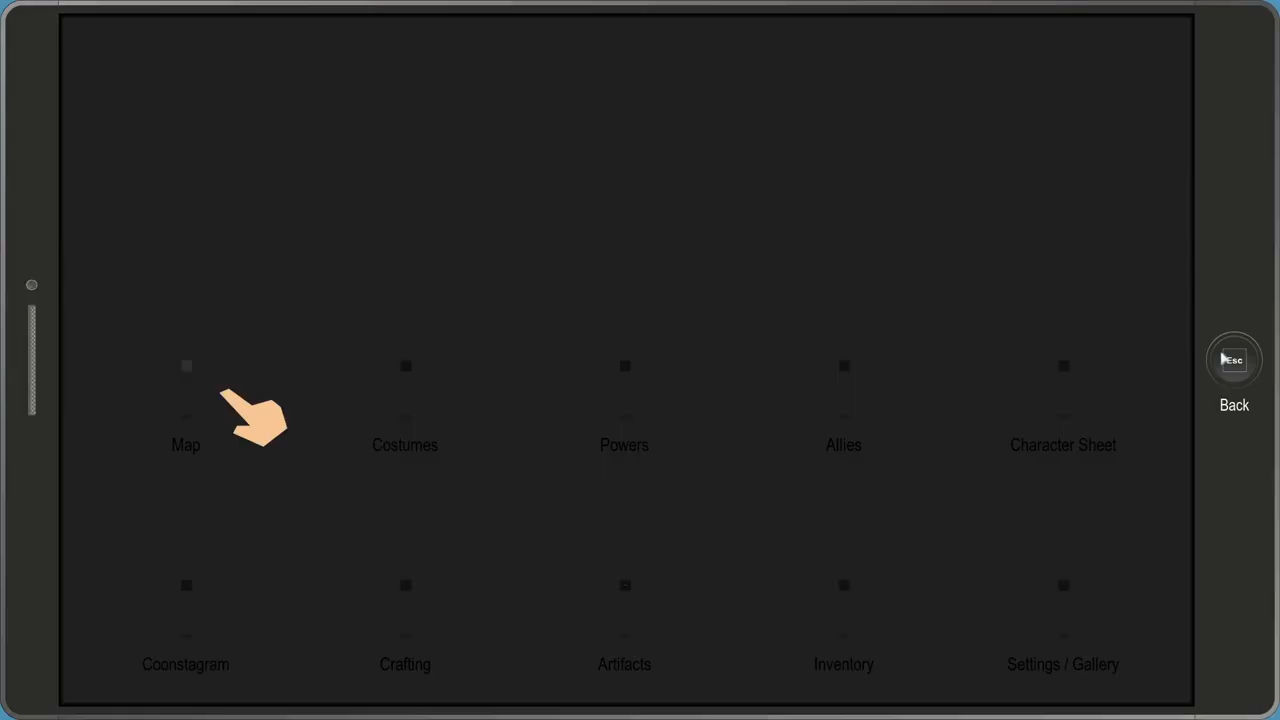 Esc
Back
Map
Costumes
Powers
Allies
Character Sheet
Coonstagram
Crafting
Artifacts
Inventory
Settings / Gallery